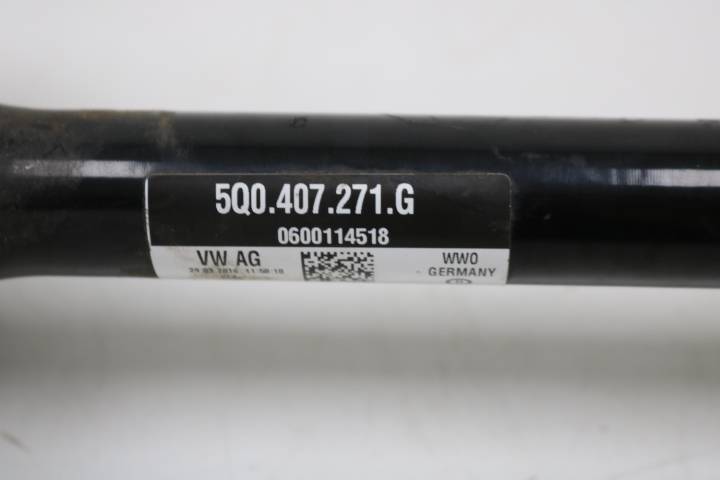 5Q0.407.271.G
0600114518
VW AG
WWO
GERMANY